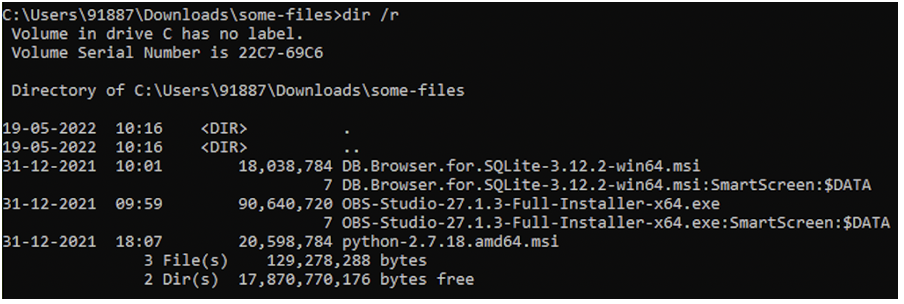 C:\Users\91887\Downloads\some-files>dir /r
Volume in drive C has no label.
Volume Serial Number is 22C7-69C6
Directory of C:\Users\91887\Downloads\some-files
19-05-2022  10:16    <DIR>          .
19-05-2022  10:16    <DIR>          ..
31-12-2021  10:01        18,038,784 DB.Browser.for.SQLite-3.12.2-win64.msi
7 DB.Browser.for.SQLite-3.12.2-win64.msi:SmartScreen:$DATA
31-12-2021  09:59        90,640,720 OBS-Studio-27.1.3-Full-Installer-x64.exe
7 OBS-Studio-27.1.3-Full-Installer-x64.exe:SmartScreen:$DATA
31-12-2021  18:07        20,598,784 python-2.7.18.amd64.msi
3 File(s)    129,278,288 bytes
2 Dir(s)  17,870,770,176 bytes free